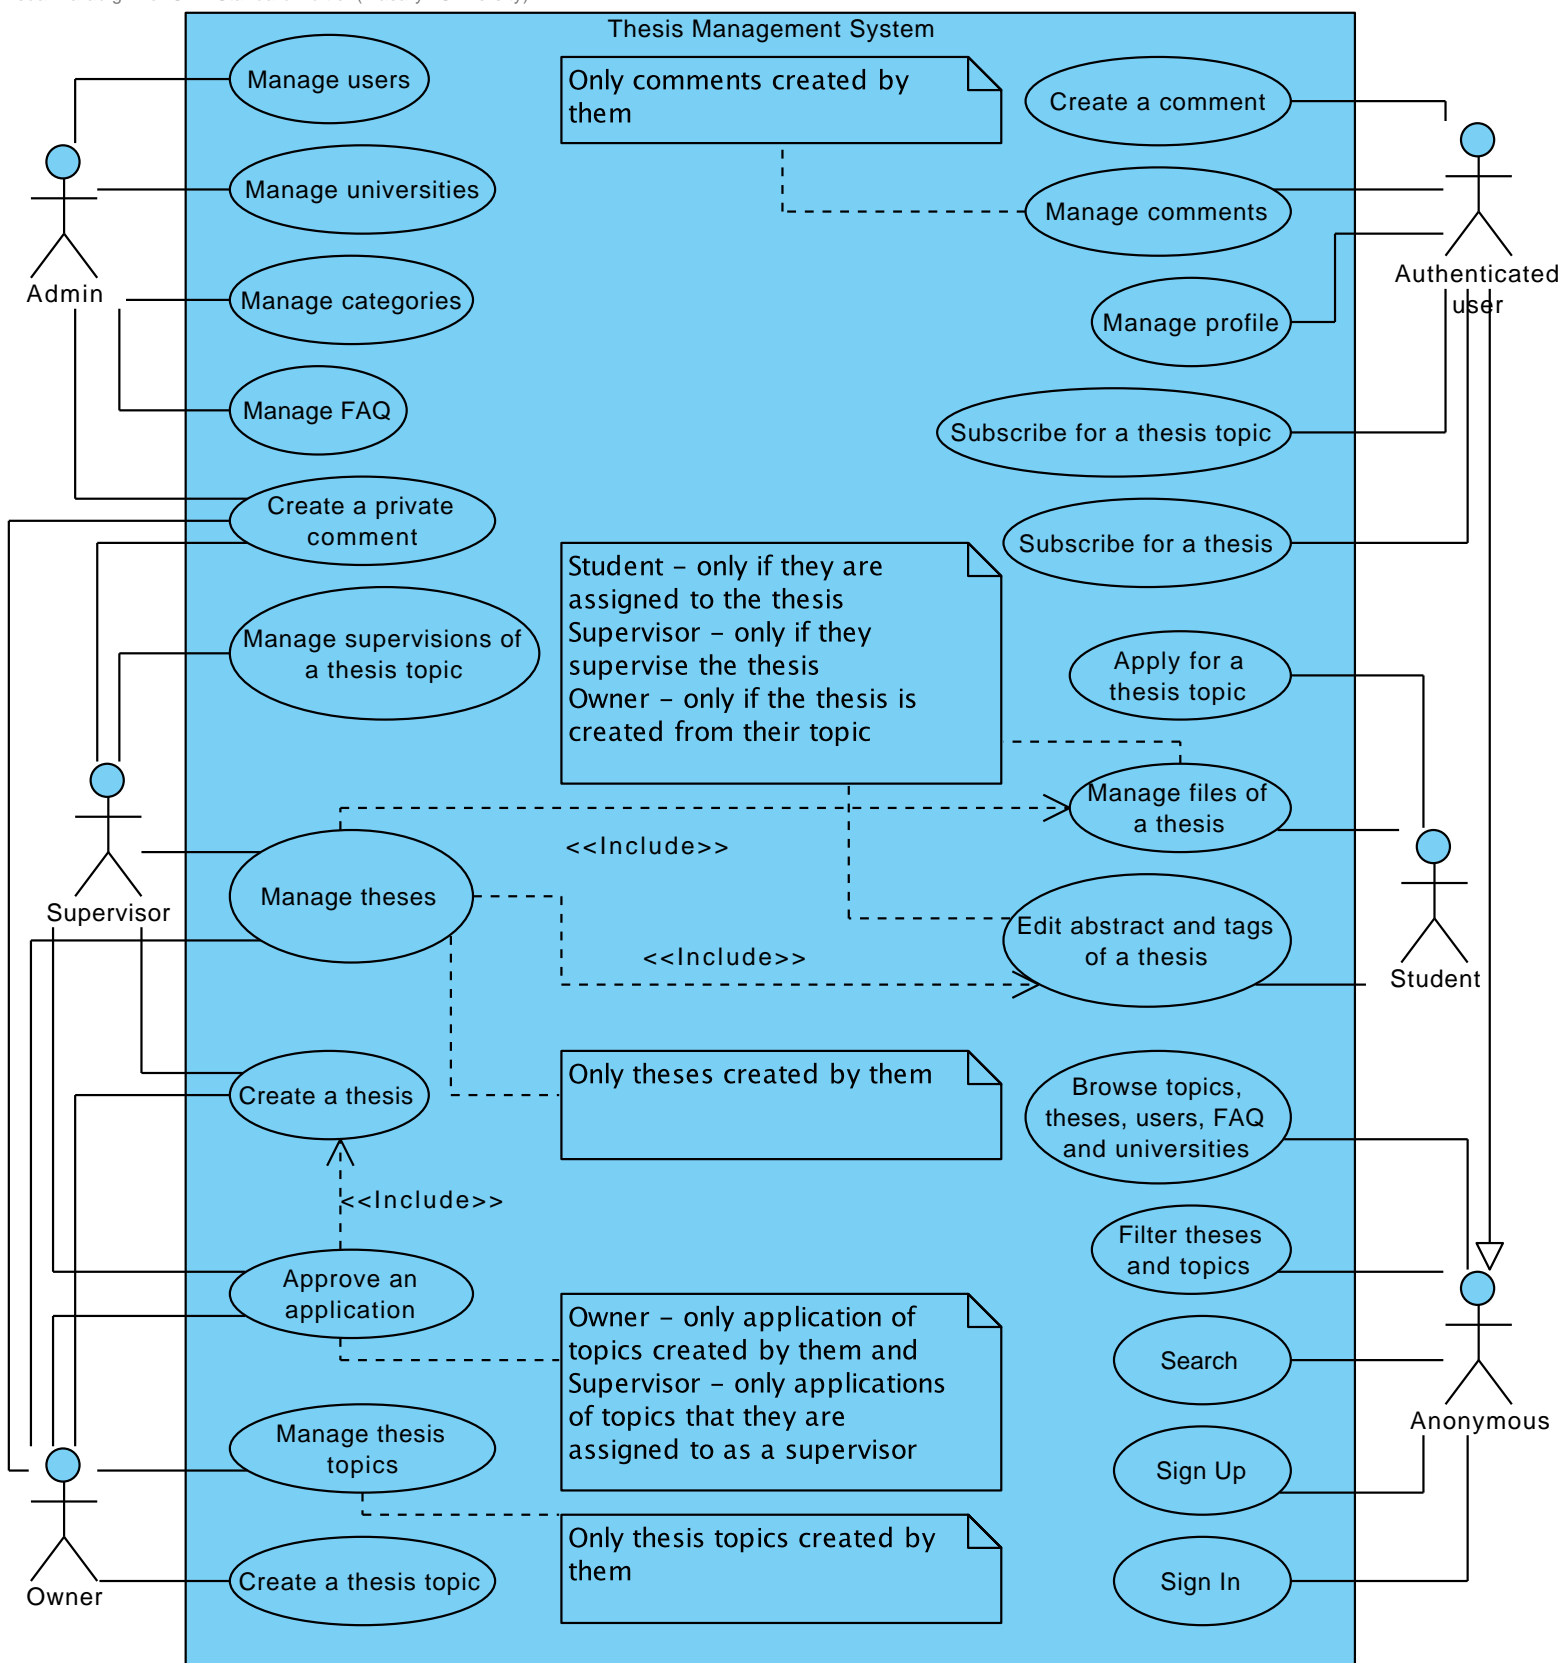 Thesis Management System
Manage users
Only comments created by
them
Create a comment
Manage universities
Manage comments
Admin
Authenticated
user
Manage categories
Manage profile
Manage FAQ
Subscribe for a thesis topic
Create a private
comment
Subscribe for a thesis
Student – only if they are
assigned to the thesis
Supervisor – only if they
supervise the thesis
Owner – only if the thesis is
created from their topic
Manage supervisions of
a thesis topic
Apply for a
thesis topic
Manage files of
a thesis
<<Include>>
Manage theses
Supervisor
Edit abstract and tags
of a thesis
<<Include>>
Student
Create a thesis
Only theses created by them
Browse topics,
theses, users, FAQ
and universities
<<Include>>
Filter theses
and topics
Approve an
application
Owner – only application of
topics created by them and
Supervisor – only applications
of topics that they are
assigned to as a supervisor
Search
Anonymous
Manage thesis
topics
Sign Up
Only thesis topics created by
them
Create a thesis topic
Sign In
Owner